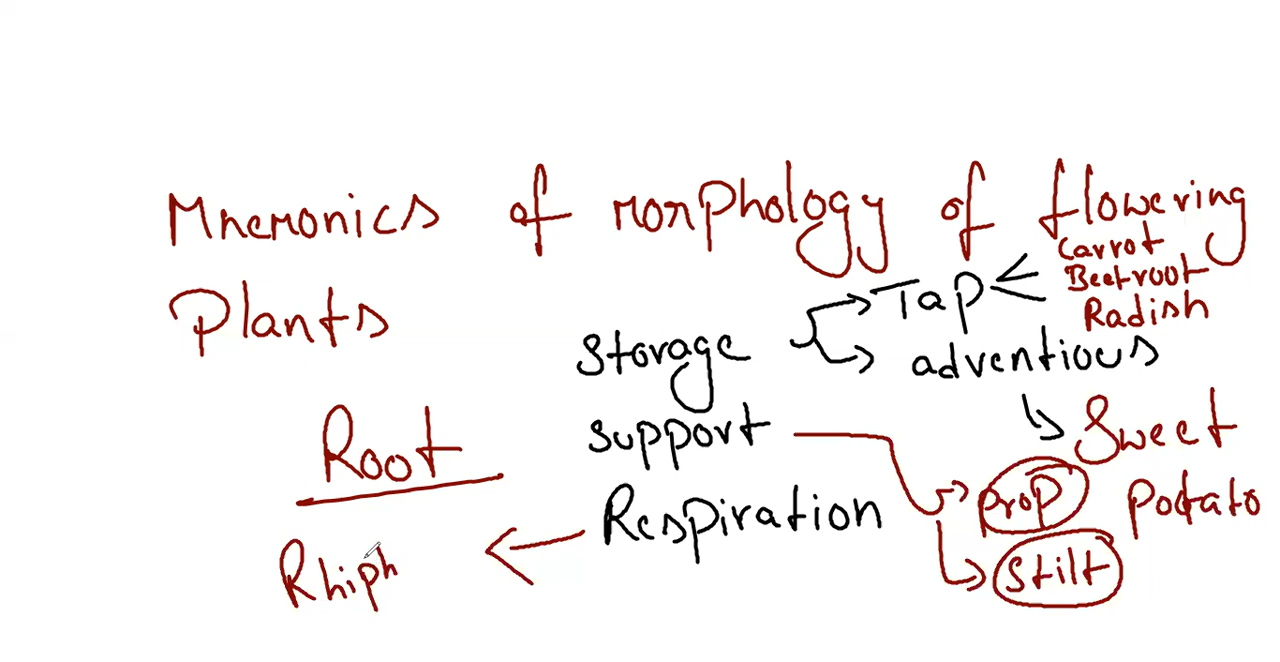 Mnemonics of morphology of flowering
Plants
Carrot
Beetroot
Radish
Tap
Storage
adventious
Sweet
Potato
Root
Support
Prop
Respiration
Stilt
Rhiph